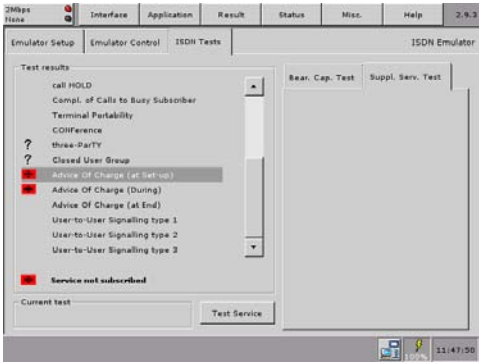 2Mbps
None
Interface
Application
Result
Status
Misc.
Help
2.9.3
Emulator Setup
Emulator Control
ISDN Tests
ISDN Emulator
Test results
call HOLD
Compl. of Calls to Busy Subscriber
Terminal Portability
CONFerence
? three-ParTY
? Closed User Group
Advice Of Charge (at Set-up)
Advice Of Charge (During)
Advice Of Charge (at End)
User-to-User Signalling type 1
User-to-User Signalling type 2
User-to-User Signalling type 3
Service not subscribed
Current test
Test Service
Bear. Cap. Test
Suppl. Serv. Test
100%
11:47:50